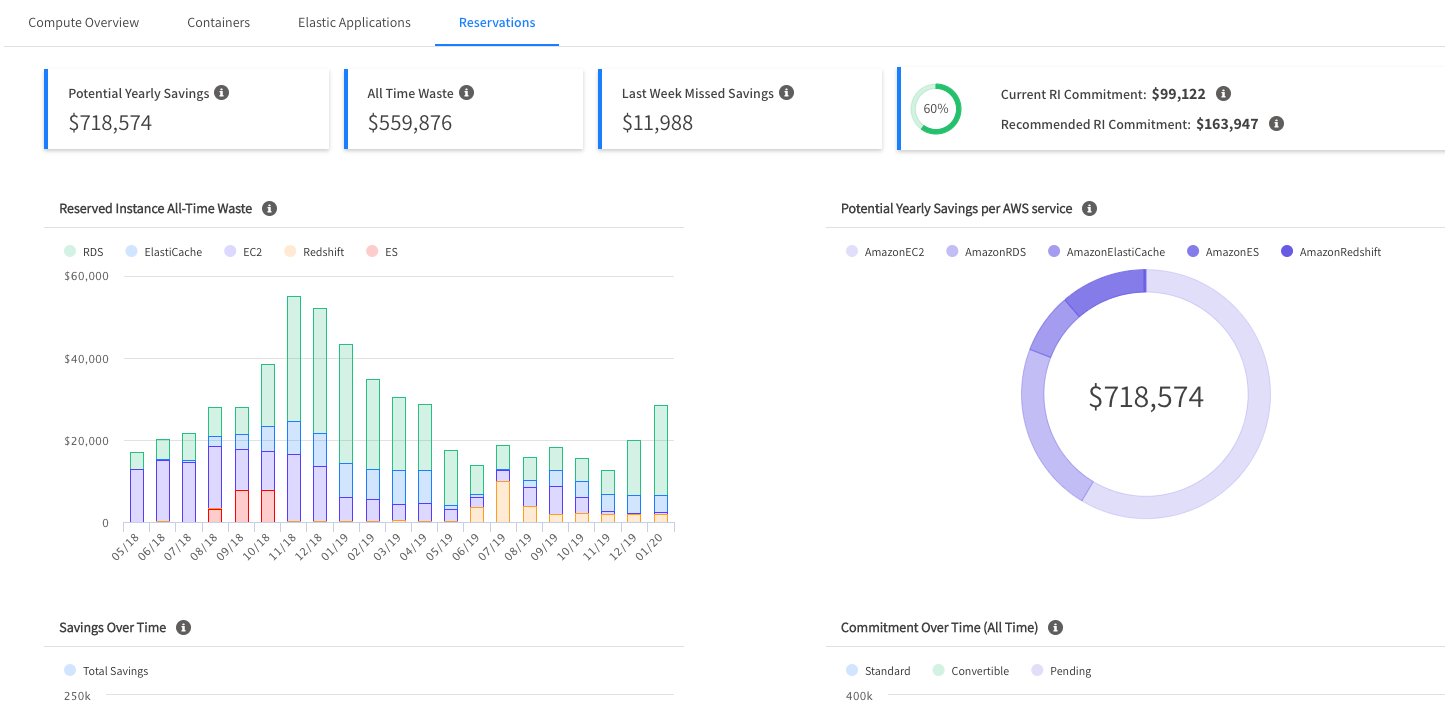 Compute Overview Containers Elastic Applications Reservations
Potential Yearly Savings
$718,574
All Time Waste
$559,876
Last Week Missed Savings
$11,988
60%
Current RI Commitment: $99,122
Recommended RI Commitment: $163,947
Reserved Instance All-Time Waste
RDS ElastiCache EC2 Redshift ES
$60,000
$40,000
$20,000
0
05/18 06/18 07/18 08/18 09/18 10/18 11/18 12/18 01/19 02/19 03/19 04/19 05/19 06/19 07/19 08/19 09/19 10/19 11/19 12/19 01/20
Potential Yearly Savings per AWS service
AmazonEC2 AmazonRDS AmazonElastiCache AmazonES AmazonRedshift
$718,574
Savings Over Time
Total Savings
250k
Commitment Over Time (All Time)
Standard Convertible Pending
400k